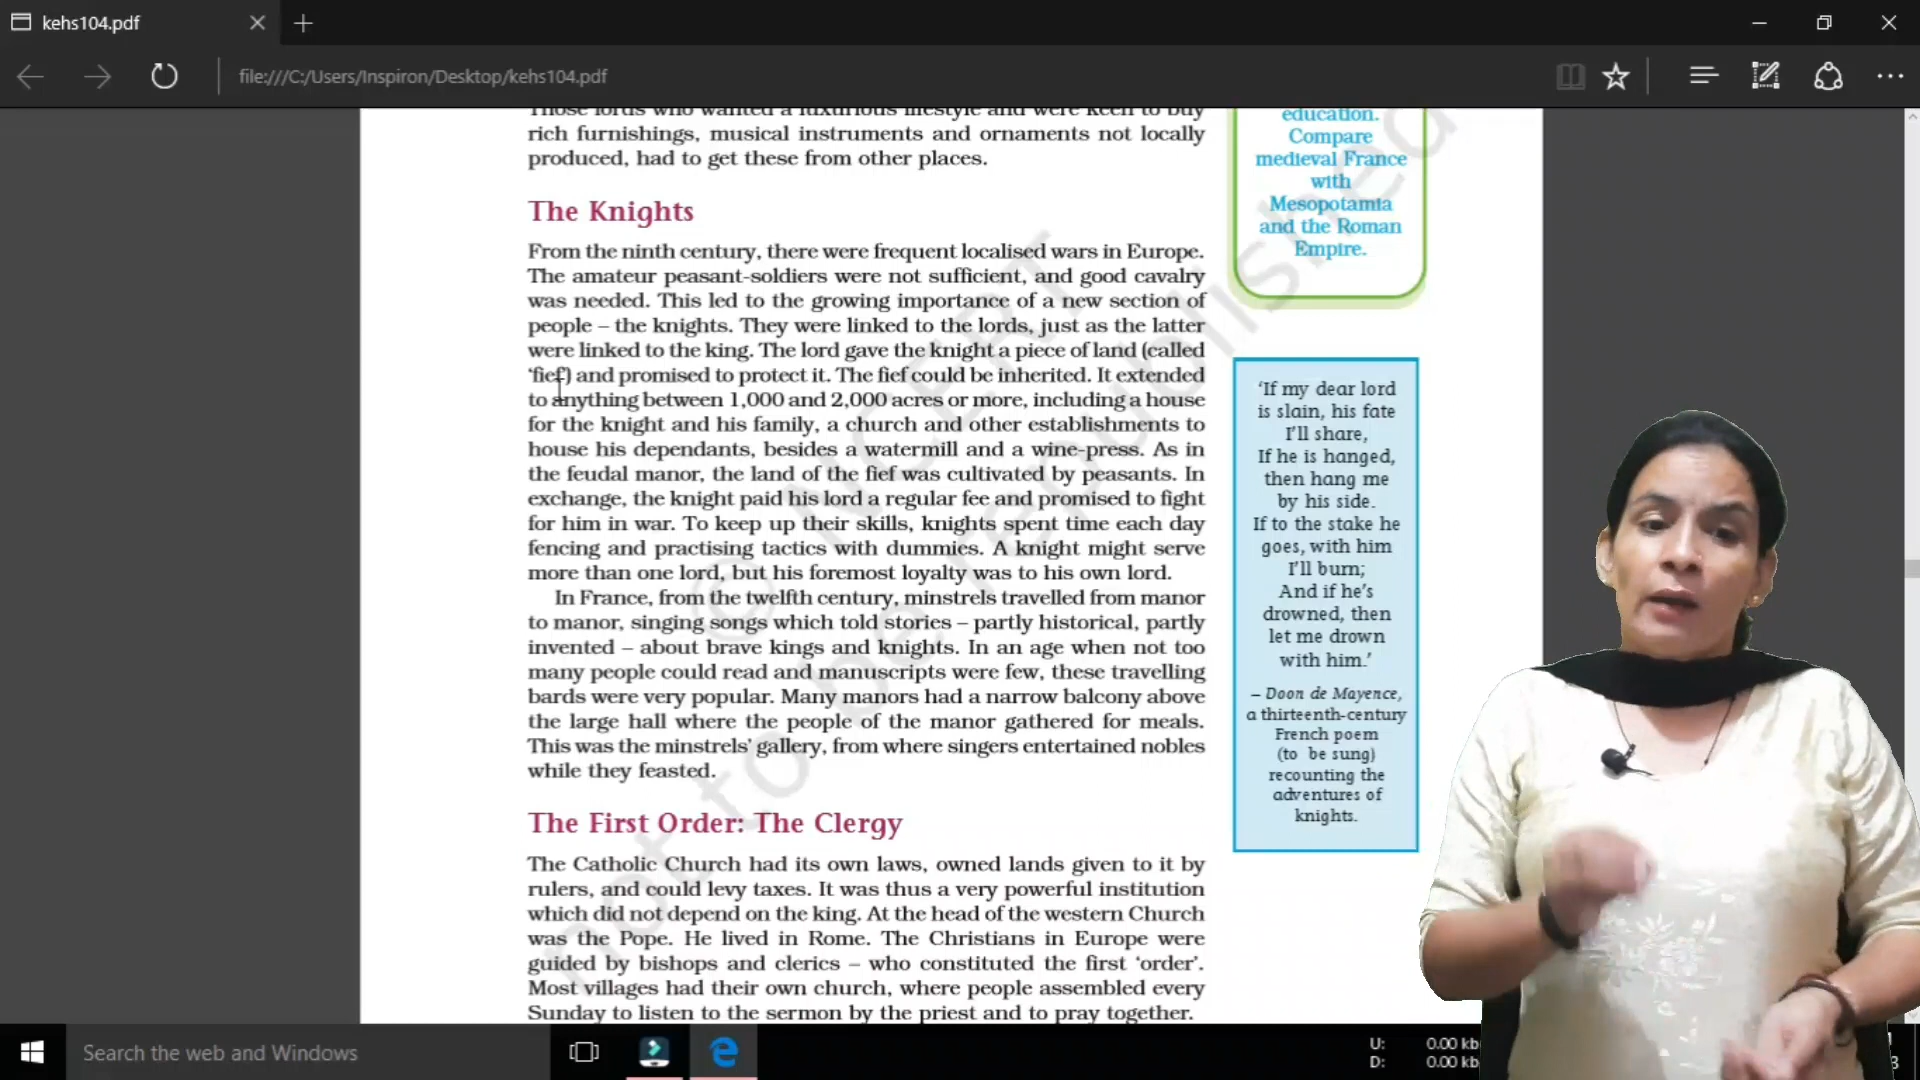 kehs104.pdf
file:///C:/Users/Inspiron/Desktop/kehs104.pdf
Those lords who wanted a luxurious lifestyle and were keen to buy
rich furnishings, musical instruments and ornaments not locally
produced, had to get these from other places.
The Knights
From the ninth century, there were frequent localised wars in Europe.
The amateur peasant-soldiers were not sufficient, and good cavalry
was needed. This led to the growing importance of a new section of
people – the knights. They were linked to the lords, just as the latter
were linked to the king. The lord gave the knight a piece of land (called
‘fief’) and promised to protect it. The fief could be inherited. It extended
to anything between 1,000 and 2,000 acres or more, including a house
for the knight and his family, a church and other establishments to
house his dependants, besides a watermill and a wine-press. As in
the feudal manor, the land of the fief was cultivated by peasants. In
exchange, the knight paid his lord a regular fee and promised to fight
for him in war. To keep up their skills, knights spent time each day
fencing and practising tactics with dummies. A knight might serve
more than one lord, but his foremost loyalty was to his own lord.
In France, from the twelfth century, minstrels travelled from manor
to manor, singing songs which told stories – partly historical, partly
invented – about brave kings and knights. In an age when not too
many people could read and manuscripts were few, these travelling
bards were very popular. Many manors had a narrow balcony above
the large hall where the people of the manor gathered for meals.
This was the minstrels’ gallery, from where singers entertained nobles
while they feasted.
The First Order: The Clergy
The Catholic Church had its own laws, owned lands given to it by
rulers, and could levy taxes. It was thus a very powerful institution
which did not depend on the king. At the head of the western Church
was the Pope. He lived in Rome. The Christians in Europe were
guided by bishops and clerics – who constituted the first ‘order’.
Most villages had their own church, where people assembled every
Sunday to listen to the sermon by the priest and to pray together.
education.
Compare
medieval France
with
Mesopotamia
and the Roman
Empire.
‘If my dear lord
is slain, his fate
I’ll share,
If he is hanged,
then hang me
by his side.
If to the stake he
goes, with him
I’ll burn;
And if he’s
drowned, then
let me drown
with him.’
– Doon de Mayence,
a thirteenth-century
French poem
(to be sung)
recounting the
adventures of
knights.
© NCERT
not to be republished
Search the web and Windows
U: 0.00 kb
D: 0.00 kb